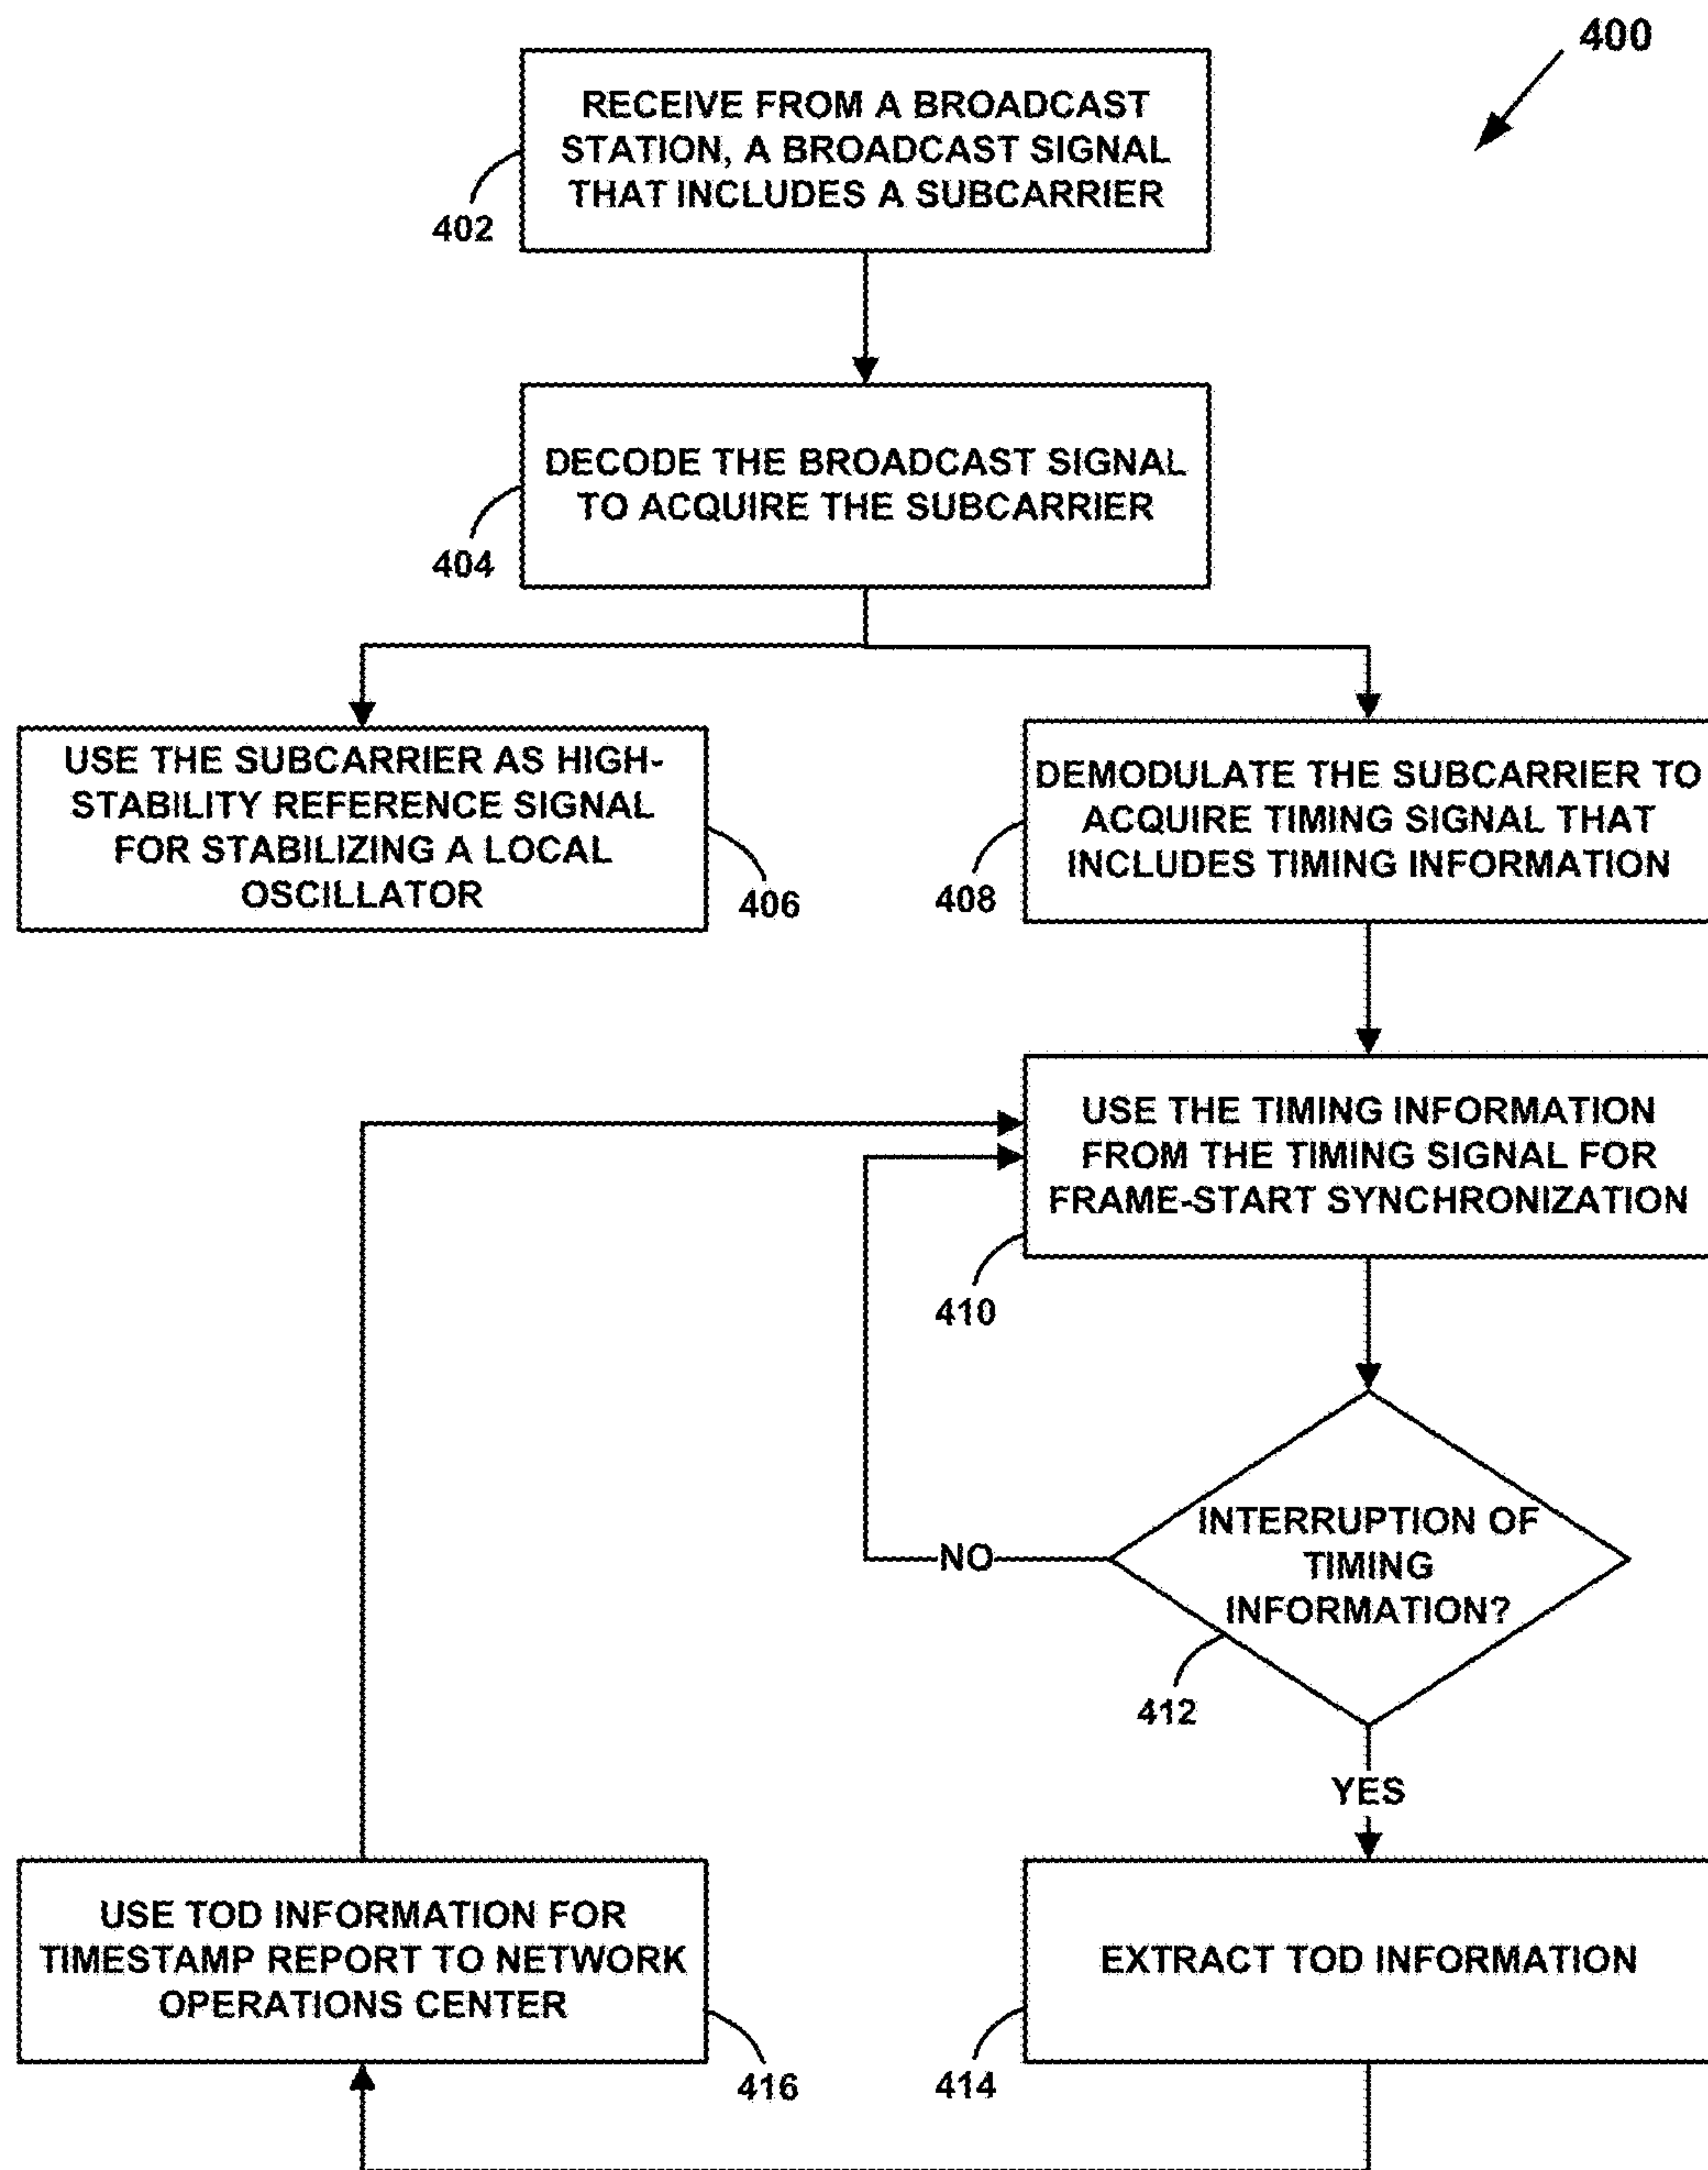 400
RECEIVE FROM A BROADCAST
STATION, A BROADCAST SIGNAL
THAT INCLUDES A SUBCARRIER
402
DECODE THE BROADCAST SIGNAL
TO ACQUIRE THE SUBCARRIER
404
USE THE SUBCARRIER AS HIGH-
STABILITY REFERENCE SIGNAL
FOR STABILIZING A LOCAL
OSCILLATOR
406
DEMODULATE THE SUBCARRIER TO
ACQUIRE TIMING SIGNAL THAT
INCLUDES TIMING INFORMATION
408
USE THE TIMING INFORMATION
FROM THE TIMING SIGNAL FOR
FRAME-START SYNCHRONIZATION
410
INTERRUPTION OF
TIMING
INFORMATION?
NO
412
YES
USE TOD INFORMATION FOR
TIMESTAMP REPORT TO NETWORK
OPERATIONS CENTER
416
EXTRACT TOD INFORMATION
414